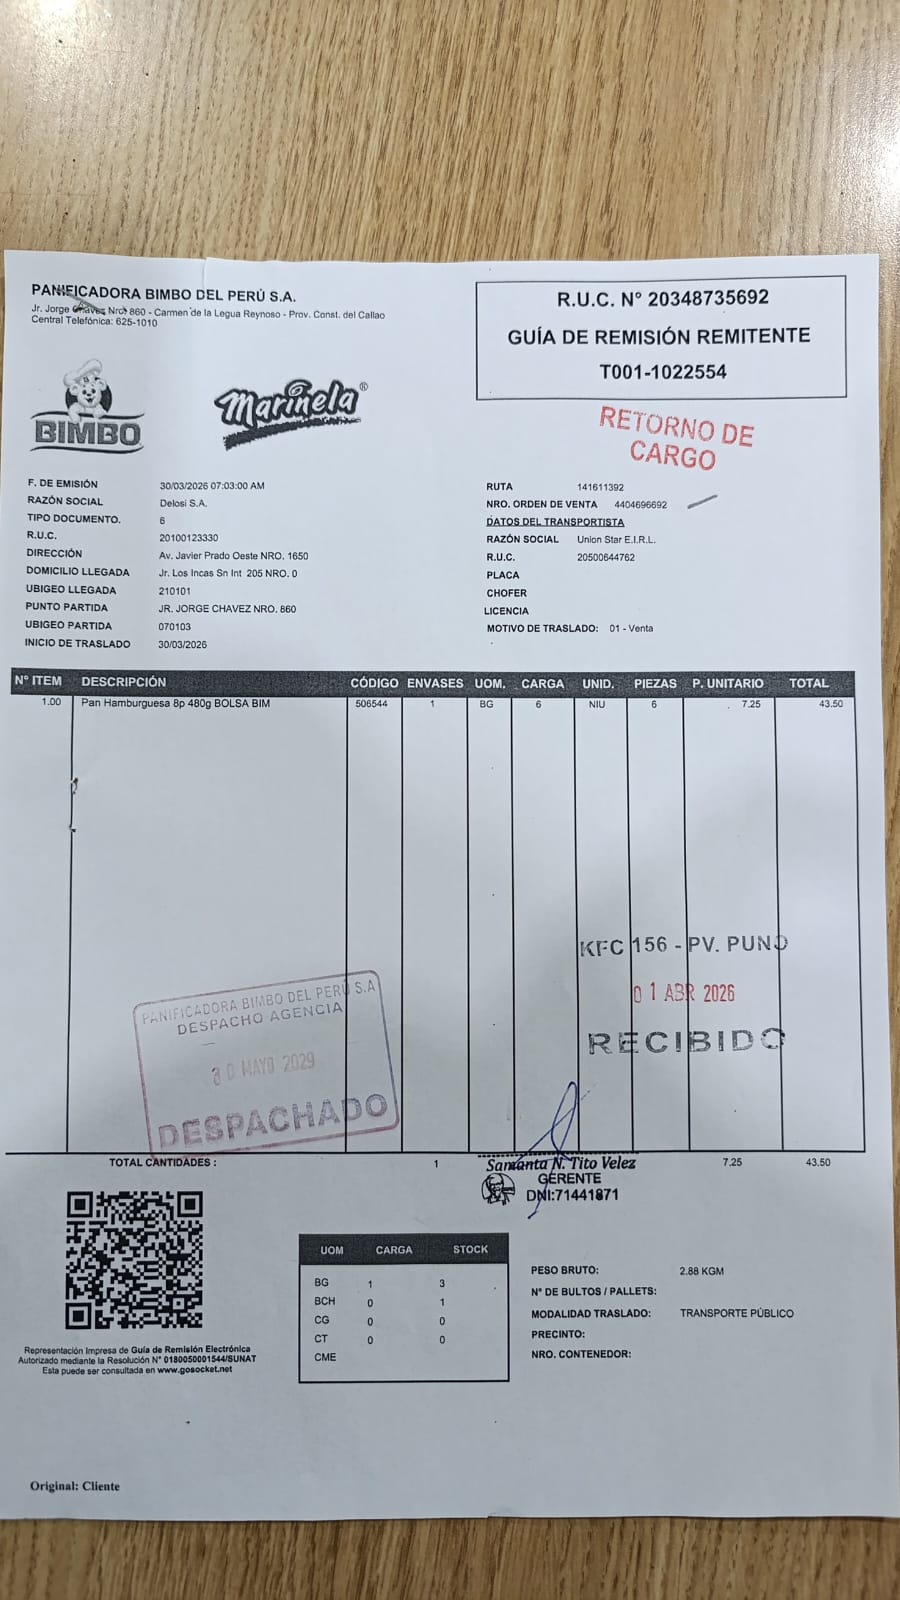 PANIFICADORA BIMBO DEL PERÚ S.A.
Jr. Jorge Chavez Nro. 860 - Carmen de la Legua Reynoso - Prov. Const. del Callao
Central Telefónica: 625-1010
R.U.C. N° 20348735692
GUÍA DE REMISIÓN REMITENTE
T001-1022554
BIMBO
Marinela®
RETORNO DE
CARGO
F. DE EMISIÓN 30/03/2026 07:03:00 AM
RAZÓN SOCIAL Delosi S.A.
TIPO DOCUMENTO. 6
R.U.C. 20100123330
DIRECCIÓN Av. Javier Prado Oeste NRO. 1650
DOMICILIO LLEGADA Jr. Los Incas Sn Int 205 NRO. 0
UBIGEO LLEGADA 210101
PUNTO PARTIDA JR. JORGE CHAVEZ NRO. 860
UBIGEO PARTIDA 070103
INICIO DE TRASLADO 30/03/2026
RUTA 141611392
NRO. ORDEN DE VENTA 4404696692
DATOS DEL TRANSPORTISTA
RAZÓN SOCIAL Union Star E.I.R.L.
R.U.C. 20500644762
PLACA
CHOFER
LICENCIA
MOTIVO DE TRASLADO: 01 - Venta
N° ITEM DESCRIPCIÓN CÓDIGO ENVASES UOM. CARGA UNID. PIEZAS P. UNITARIO TOTAL
1.00 Pan Hamburguesa 8p 480g BOLSA BIM 506544 1 BG 6 NIU 6 7.25 43.50
KFC 156 - PV. PUNO
01 ABR 2026
RECIBIDO
PANIFICADORA BIMBO DEL PERÚ S.A
DESPACHO AGENCIA
30 MAYO 2029
DESPACHADO
TOTAL CANTIDADES : 1 7.25 43.50
Samanta N. Tito Velez
GERENTE
DNI:71441871
UOM CARGA STOCK
BG 1 3
BCH 0 1
CG 0 0
CT 0 0
CME
PESO BRUTO: 2.88 KGM
N° DE BULTOS / PALLETS:
MODALIDAD TRASLADO: TRANSPORTE PÚBLICO
PRECINTO:
NRO. CONTENEDOR:
Representación Impresa de Guía de Remisión Electrónica
Autorizado mediante la Resolución N° 0180050001544/SUNAT
Esta puede ser consultada en www.gosocket.net
Original: Cliente